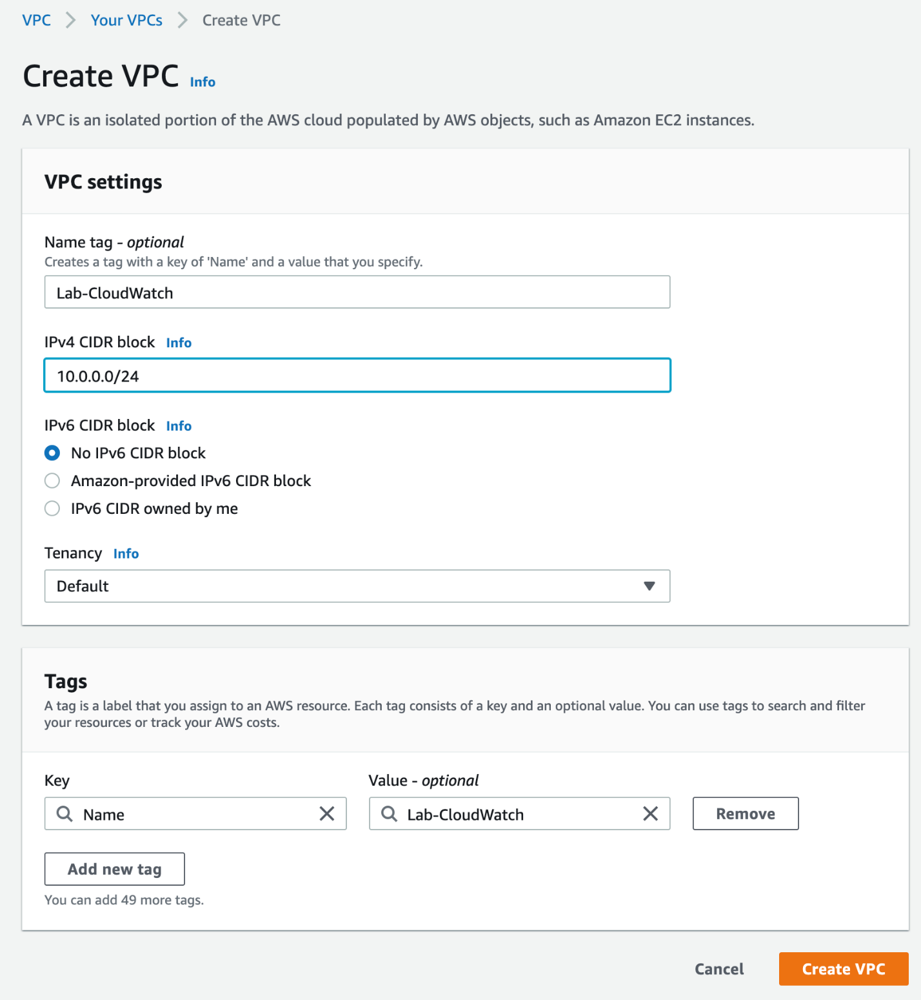 VPC > Your VPCs > Create VPC
Create VPC Info
A VPC is an isolated portion of the AWS cloud populated by AWS objects, such as Amazon EC2 instances.
VPC settings
Name tag - optional
Creates a tag with a key of 'Name' and a value that you specify.
Lab-CloudWatch
IPv4 CIDR block Info
10.0.0.0/24
IPv6 CIDR block Info
No IPv6 CIDR block
Amazon-provided IPv6 CIDR block
IPv6 CIDR owned by me
Tenancy Info
Default
Tags
A tag is a label that you assign to an AWS resource. Each tag consists of a key and an optional value. You can use tags to search and filter
your resources or track your AWS costs.
Key Value - optional
Name Lab-CloudWatch Remove
Add new tag
You can add 49 more tags.
Cancel Create VPC